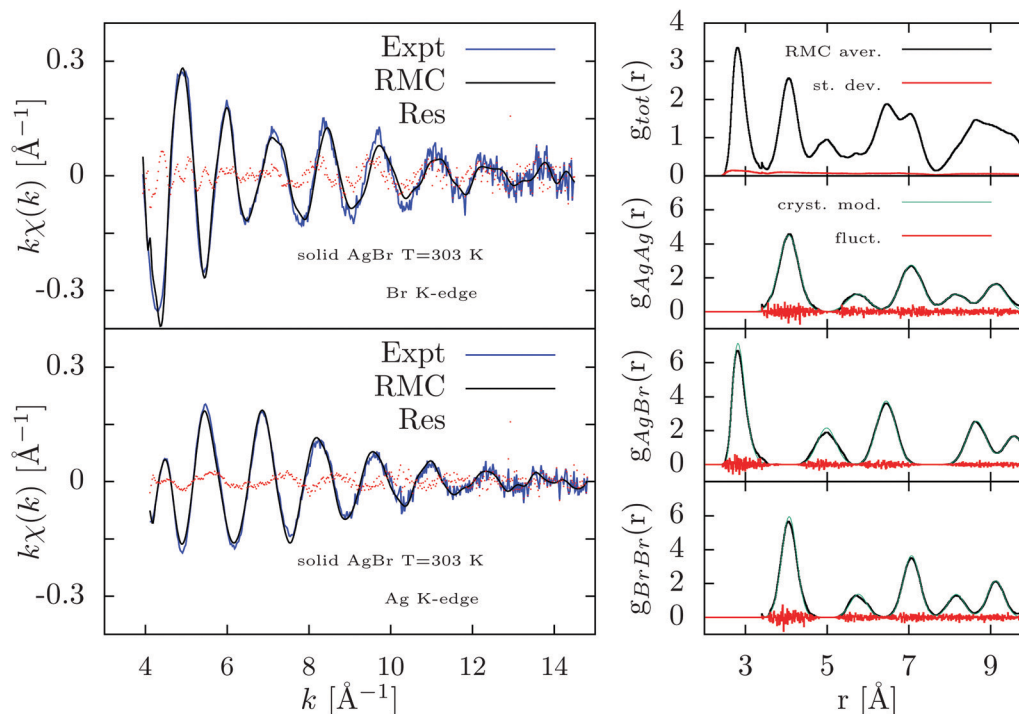 0.3
0
-0.3
kχ(k) [Å⁻¹]
Expt
RMC
Res
solid AgBr T=303 K
Br K-edge
0.3
0
-0.3
kχ(k) [Å⁻¹]
Expt
RMC
Res
solid AgBr T=303 K
Ag K-edge
4 6 8 10 12 14
k [Å⁻¹]
4
3
2
1
0
g_tot(r)
RMC aver.
st. dev.
6
4
2
0
g_AgAg(r)
cryst. mod.
fluct.
6
4
2
0
g_AgBr(r)
6
4
2
0
g_BrBr(r)
3 5 7 9
r [Å]